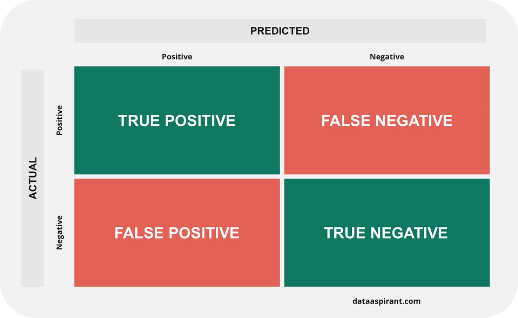 PREDICTED
Positive
Negative
ACTUAL
Positive
TRUE POSITIVE
FALSE NEGATIVE
Negative
FALSE POSITIVE
TRUE NEGATIVE
dataaspirant.com